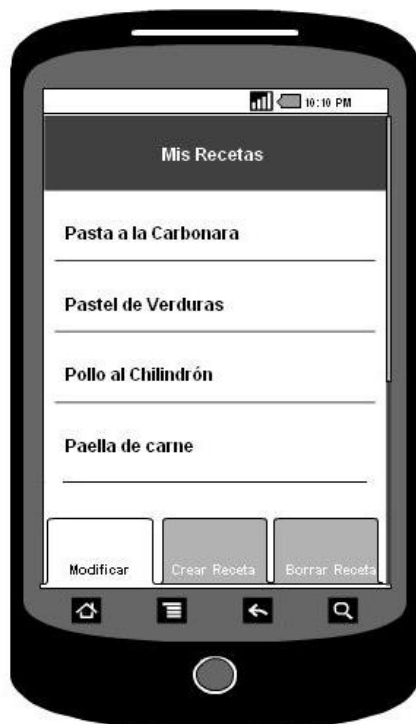 10:10 PM
Mis Recetas
Pasta a la Carbonara
Pastel de Verduras
Pollo al Chilindrón
Paella de carne
Modificar Crear Receta Borrar Receta